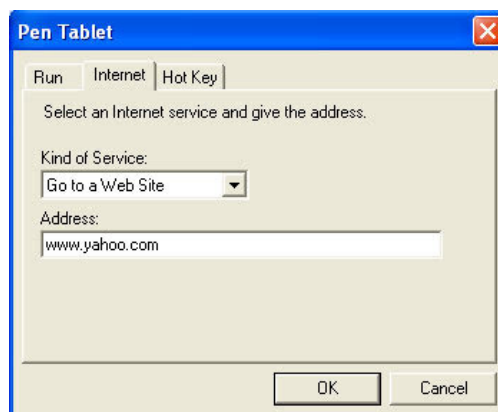 Pen Tablet
Run Internet Hot Key
Select an Internet service and give the address.
Kind of Service:
Go to a Web Site
Address:
www.yahoo.com
OK Cancel